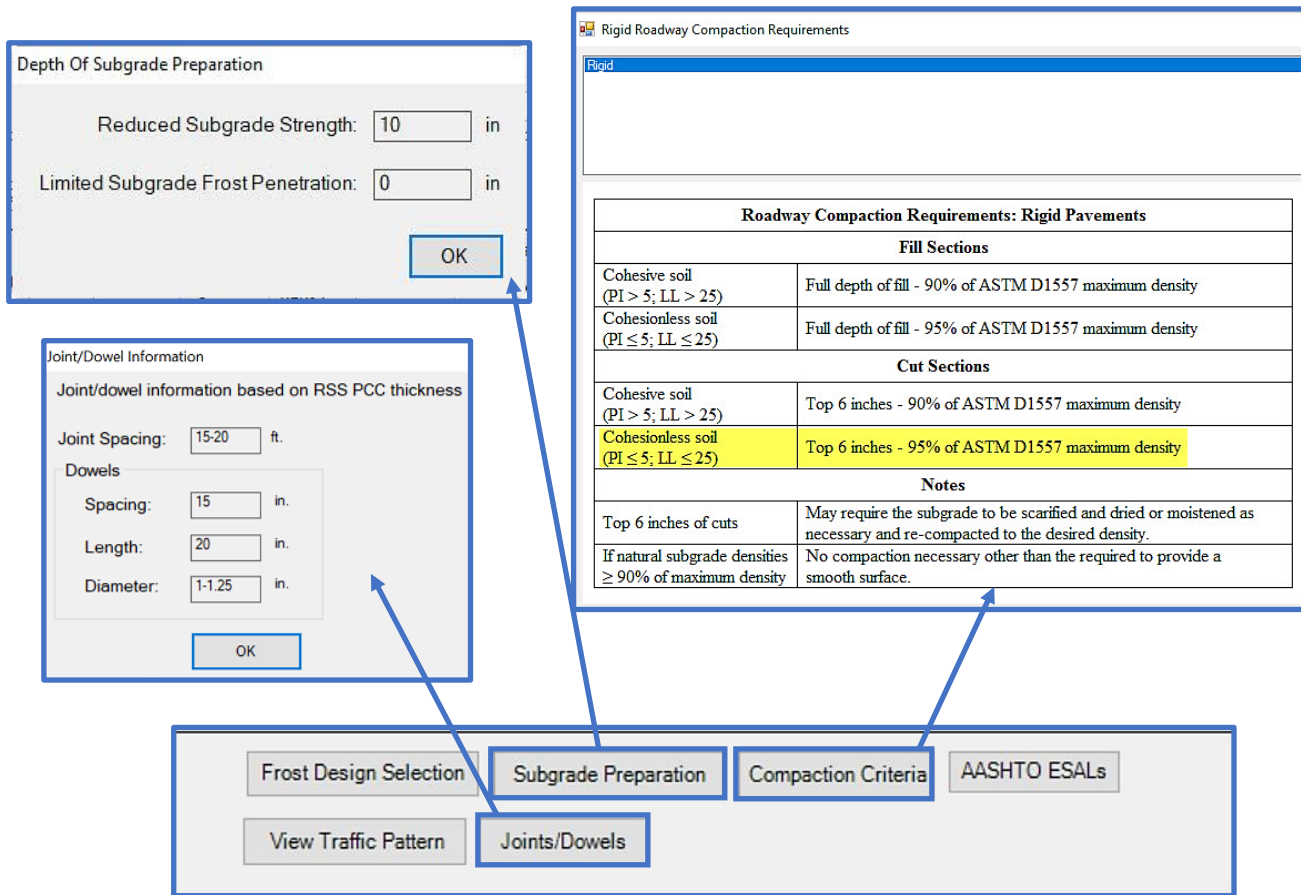 Depth Of Subgrade Preparation
Reduced Subgrade Strength: 10 in
Limited Subgrade Frost Penetration: 0 in
OK
Rigid Roadway Compaction Requirements
Rigid
Roadway Compaction Requirements: Rigid Pavements
Fill Sections
Cohesive soil
(PI > 5; LL > 25)
Full depth of fill - 90% of ASTM D1557 maximum density
Cohesionless soil
(PI ≤ 5; LL ≤ 25)
Full depth of fill - 95% of ASTM D1557 maximum density
Cut Sections
Cohesive soil
(PI > 5; LL > 25)
Top 6 inches - 90% of ASTM D1557 maximum density
Cohesionless soil
(PI ≤ 5; LL ≤ 25)
Top 6 inches - 95% of ASTM D1557 maximum density
Notes
Top 6 inches of cuts
May require the subgrade to be scarified and dried or moistened as
necessary and re-compacted to the desired density.
If natural subgrade densities
≥ 90% of maximum density
No compaction necessary other than the required to provide a
smooth surface.
Joint/Dowel Information
Joint/dowel information based on RSS PCC thickness
Joint Spacing: 15-20 ft.
Dowels
Spacing: 15 in.
Length: 20 in.
Diameter: 1-1.25 in.
OK
Frost Design Selection
Subgrade Preparation
Compaction Criteria
AASHTO ESALs
View Traffic Pattern
Joints/Dowels